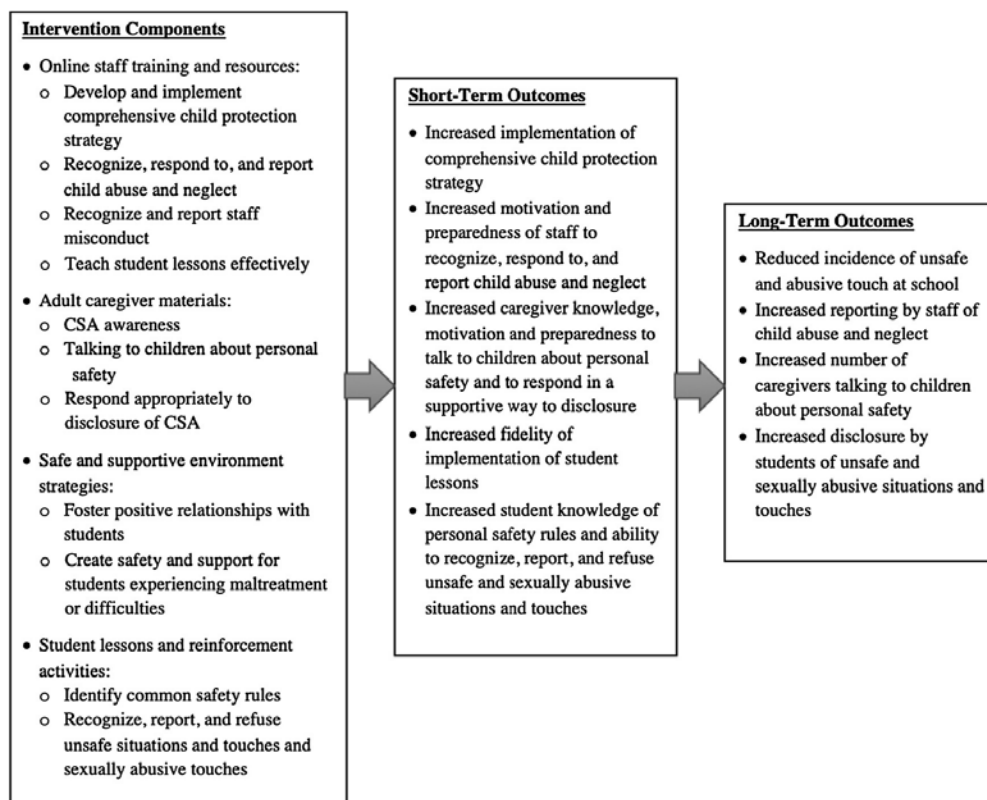 Intervention Components
• Online staff training and resources:
o Develop and implement
comprehensive child protection
strategy
o Recognize, respond to, and report
child abuse and neglect
o Recognize and report staff
misconduct
o Teach student lessons effectively
• Adult caregiver materials:
o CSA awareness
o Talking to children about personal
safety
o Respond appropriately to
disclosure of CSA
• Safe and supportive environment
strategies:
o Foster positive relationships with
students
o Create safety and support for
students experiencing maltreatment
or difficulties
• Student lessons and reinforcement
activities:
o Identify common safety rules
o Recognize, report, and refuse
unsafe situations and touches and
sexually abusive touches
Short-Term Outcomes
• Increased implementation of
comprehensive child protection
strategy
• Increased motivation and
preparedness of staff to
recognize, respond to, and
report child abuse and neglect
• Increased caregiver knowledge,
motivation and preparedness to
talk to children about personal
safety and to respond in a
supportive way to disclosure
• Increased fidelity of
implementation of student
lessons
• Increased student knowledge of
personal safety rules and ability
to recognize, report, and refuse
unsafe and sexually abusive
situations and touches
Long-Term Outcomes
• Reduced incidence of unsafe
and abusive touch at school
• Increased reporting by staff of
child abuse and neglect
• Increased number of
caregivers talking to children
about personal safety
• Increased disclosure by
students of unsafe and
sexually abusive situations and
touches